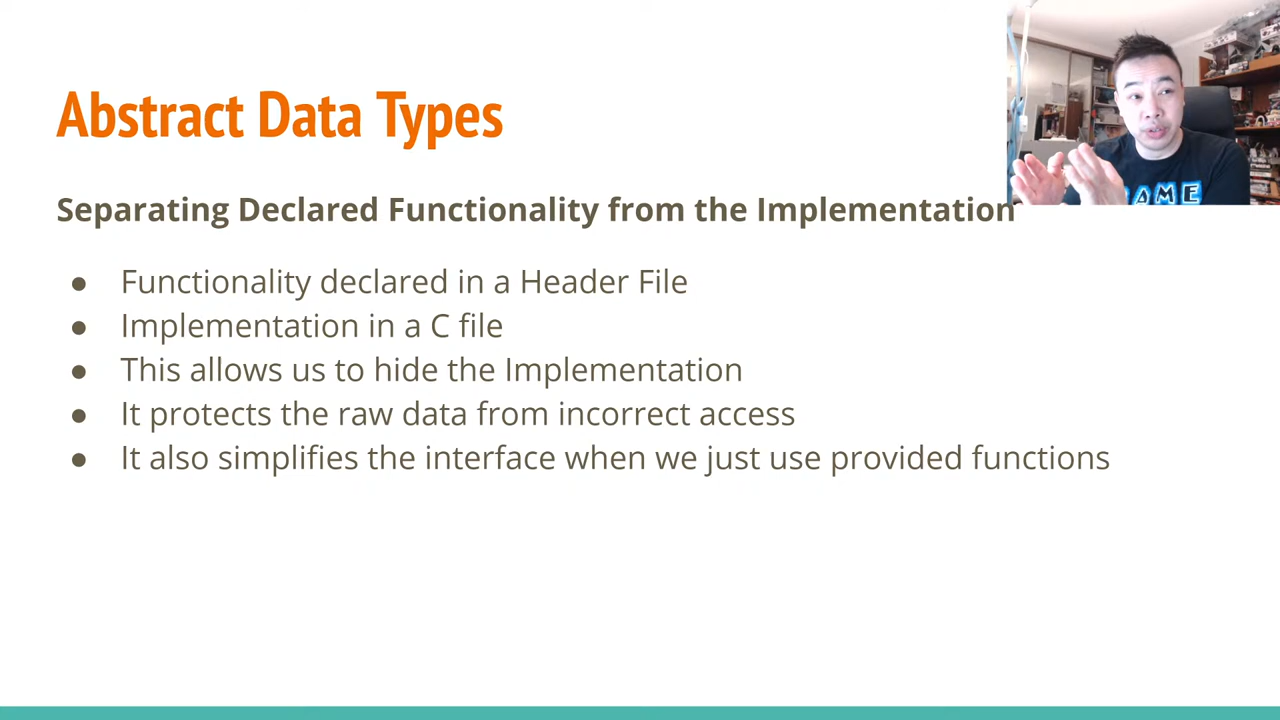 Abstract Data Types
Separating Declared Functionality from the Implementation
● Functionality declared in a Header File
● Implementation in a C file
● This allows us to hide the Implementation
● It protects the raw data from incorrect access
● It also simplifies the interface when we just use provided functions
AME